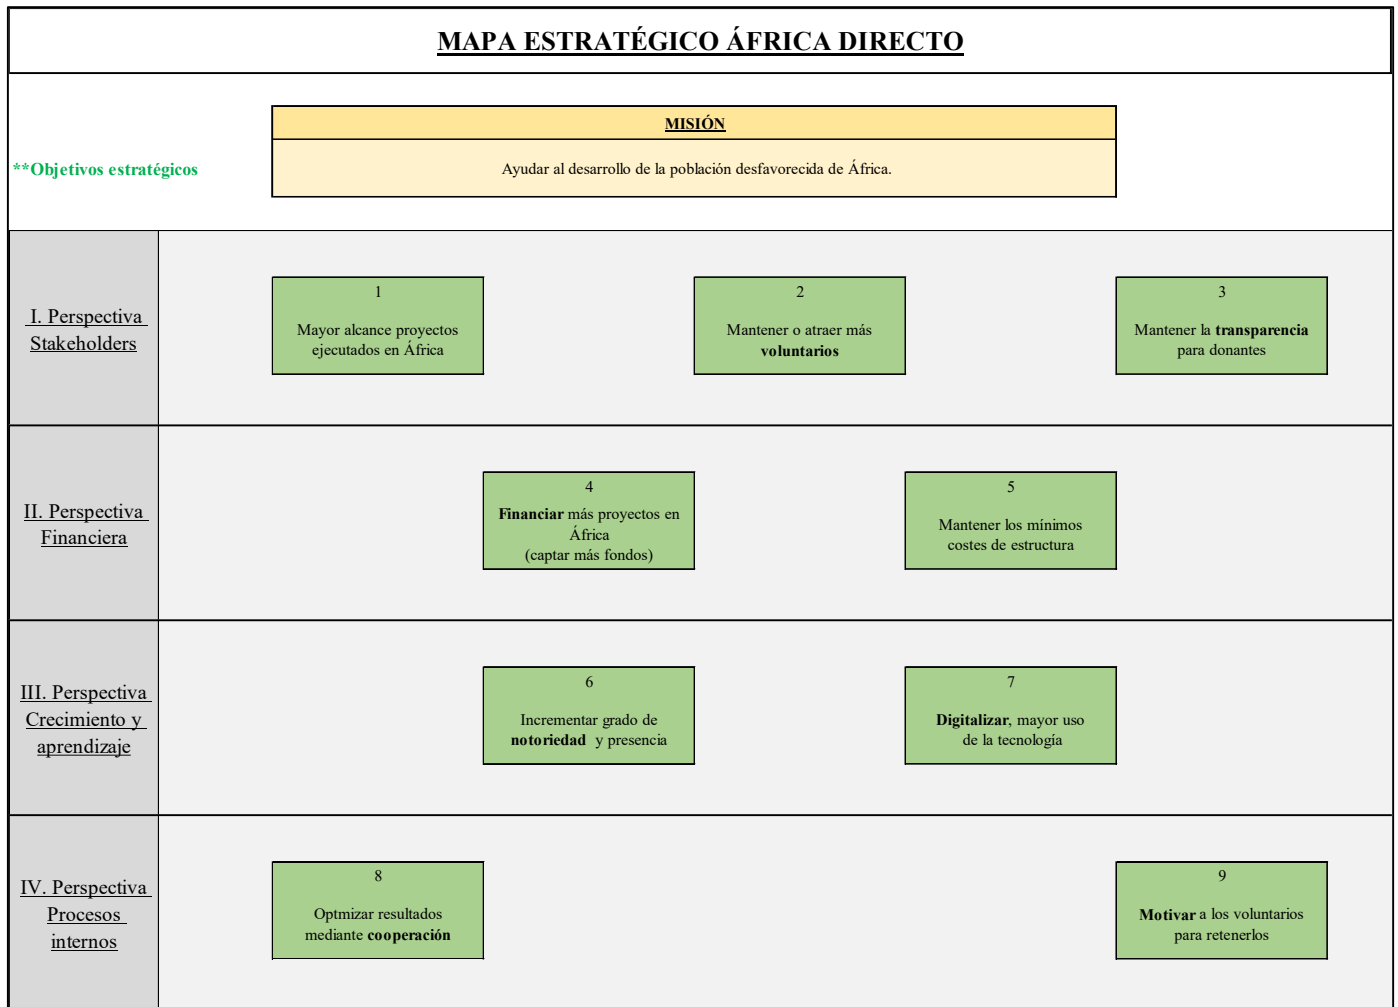 MAPA ESTRATÉGICO ÁFRICA DIRECTO
MISIÓN
**Objetivos estratégicos
Ayudar al desarrollo de la población desfavorecida de África.
I. Perspectiva
Stakeholders
1
Mayor alcance proyectos
ejecutados en África
2
Mantener o atraer más
voluntarios
3
Mantener la transparencia
para donantes
II. Perspectiva
Financiera
4
Financiar más proyectos en
África
(captar más fondos)
5
Mantener los mínimos
costes de estructura
III. Perspectiva
Crecimiento y
aprendizaje
6
Incrementar grado de
notoriedad y presencia
7
Digitalizar, mayor uso
de la tecnología
IV. Perspectiva
Procesos
internos
8
Optmizar resultados
mediante cooperación
9
Motivar a los voluntarios
para retenerlos